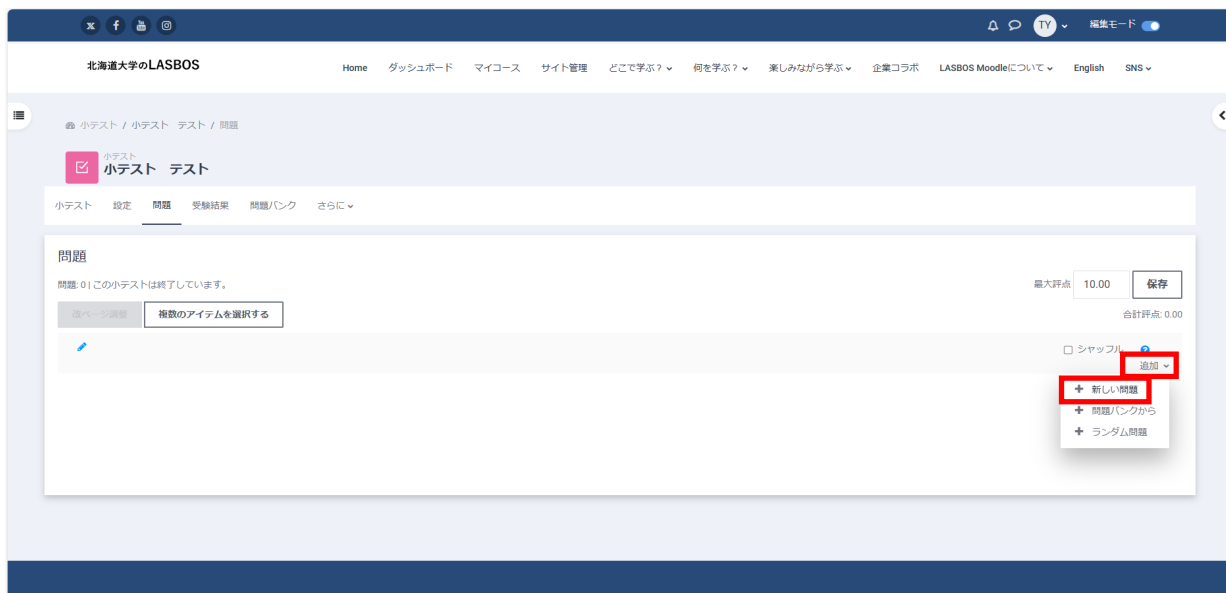 TY 編集モード
北海道大学のLASBOS Home ダッシュボード マイコース サイト管理 どこで学ぶ? 何を学ぶ? 楽しみながら学ぶ 企業コラボ LASBOS Moodleについて English SNS
小テスト / 小テスト テスト / 問題
小テスト
小テスト テスト
小テスト 設定 問題 受験結果 問題バンク さらに
問題
問題: 0 | この小テストは終了しています。
最大評点 10.00 保存
改ページ調整 複数のアイテムを選択する
合計評点: 0.00
シャッフル
追加
新しい問題
問題バンクから
ランダム問題